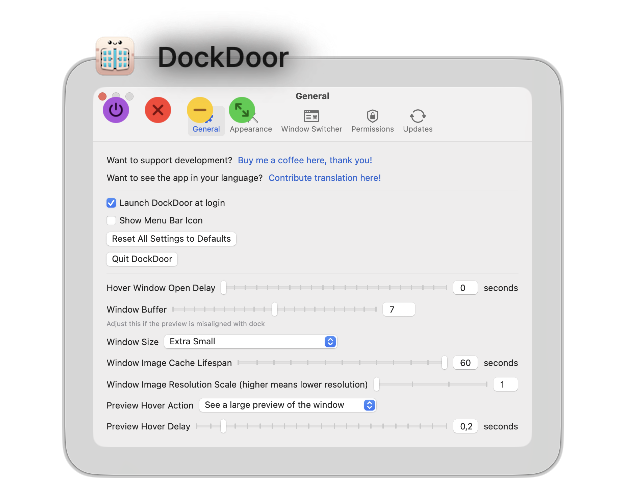 DockDoor
General
General Appearance Window Switcher Permissions Updates
Want to support development? Buy me a coffee here, thank you!
Want to see the app in your language? Contribute translation here!
Launch DockDoor at login
Show Menu Bar Icon
Reset All Settings to Defaults
Quit DockDoor
Hover Window Open Delay 0 seconds
Window Buffer 7
Adjust this if the preview is misaligned with dock
Window Size Extra Small
Window Image Cache Lifespan 60 seconds
Window Image Resolution Scale (higher means lower resolution) 1
Preview Hover Action See a large preview of the window
Preview Hover Delay 0,2 seconds